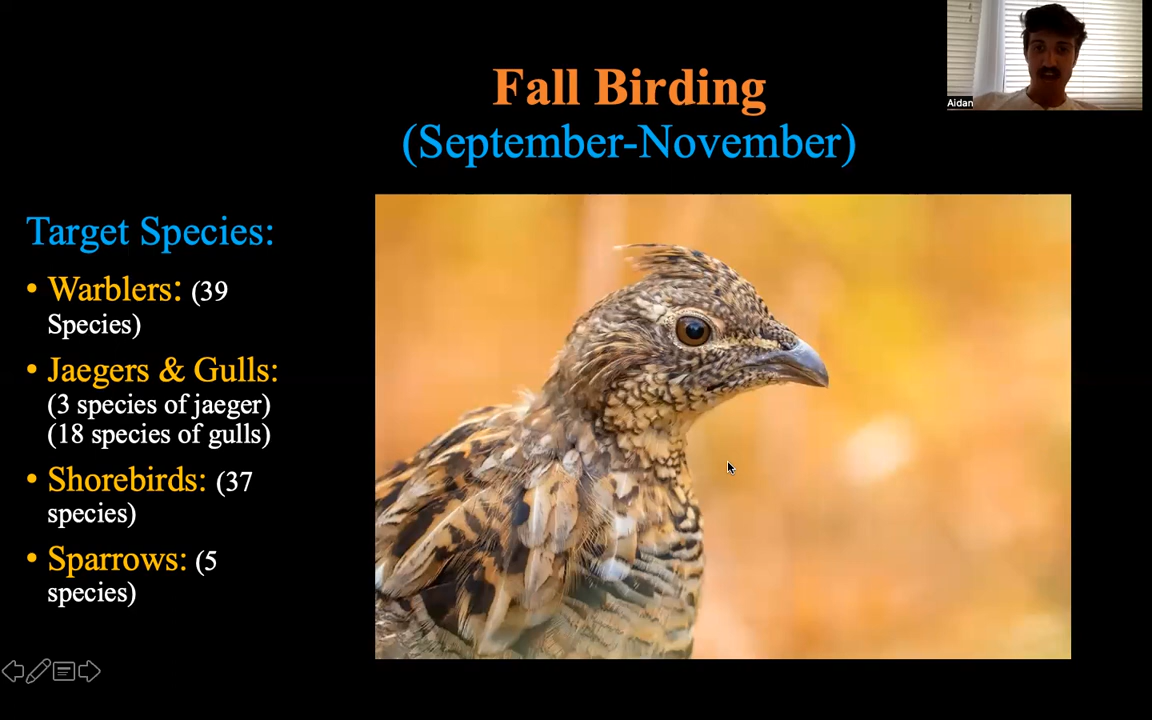 Fall Birding
(September-November)
Aidan
Target Species:
• Warblers: (39
Species)
• Jaegers & Gulls:
(3 species of jaeger)
(18 species of gulls)
• Shorebirds: (37
species)
• Sparrows: (5
species)